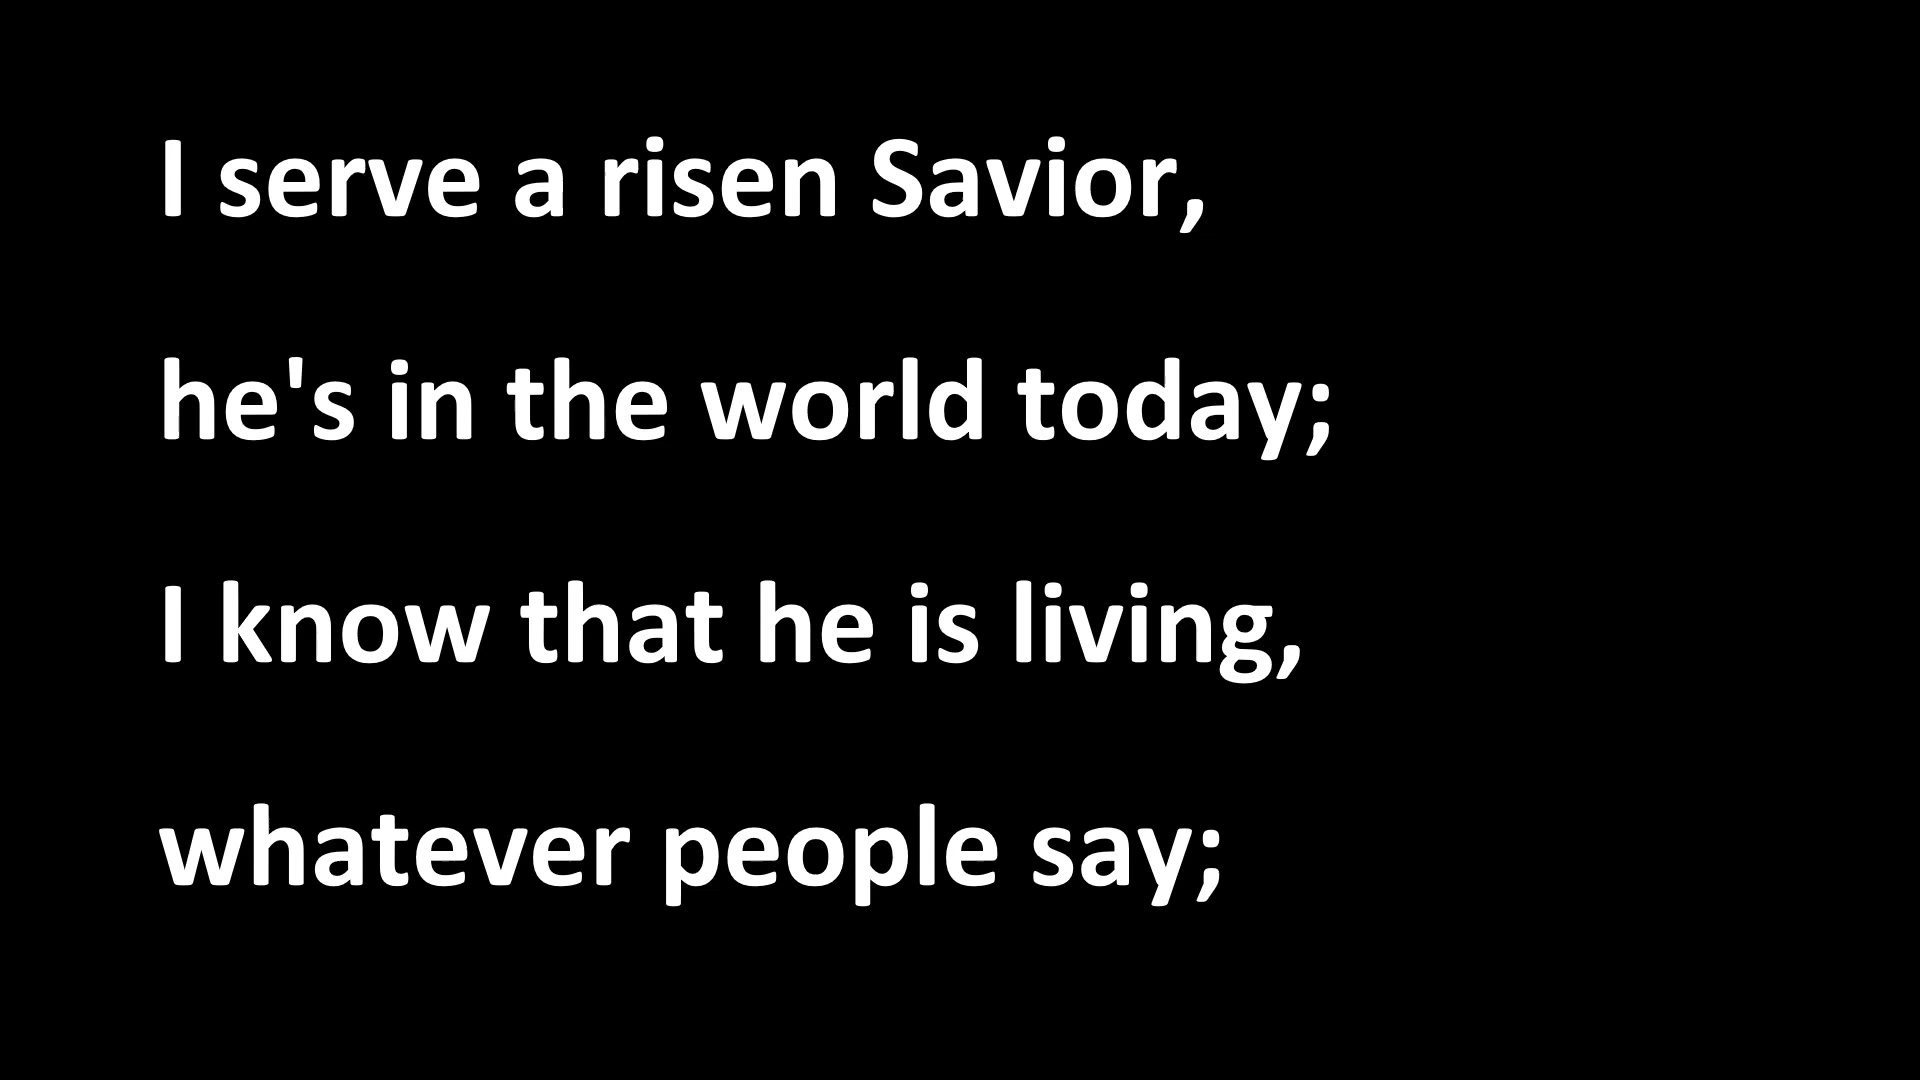 I serve a risen Savior,
he's in the world today;
I know that he is living,
whatever people say;